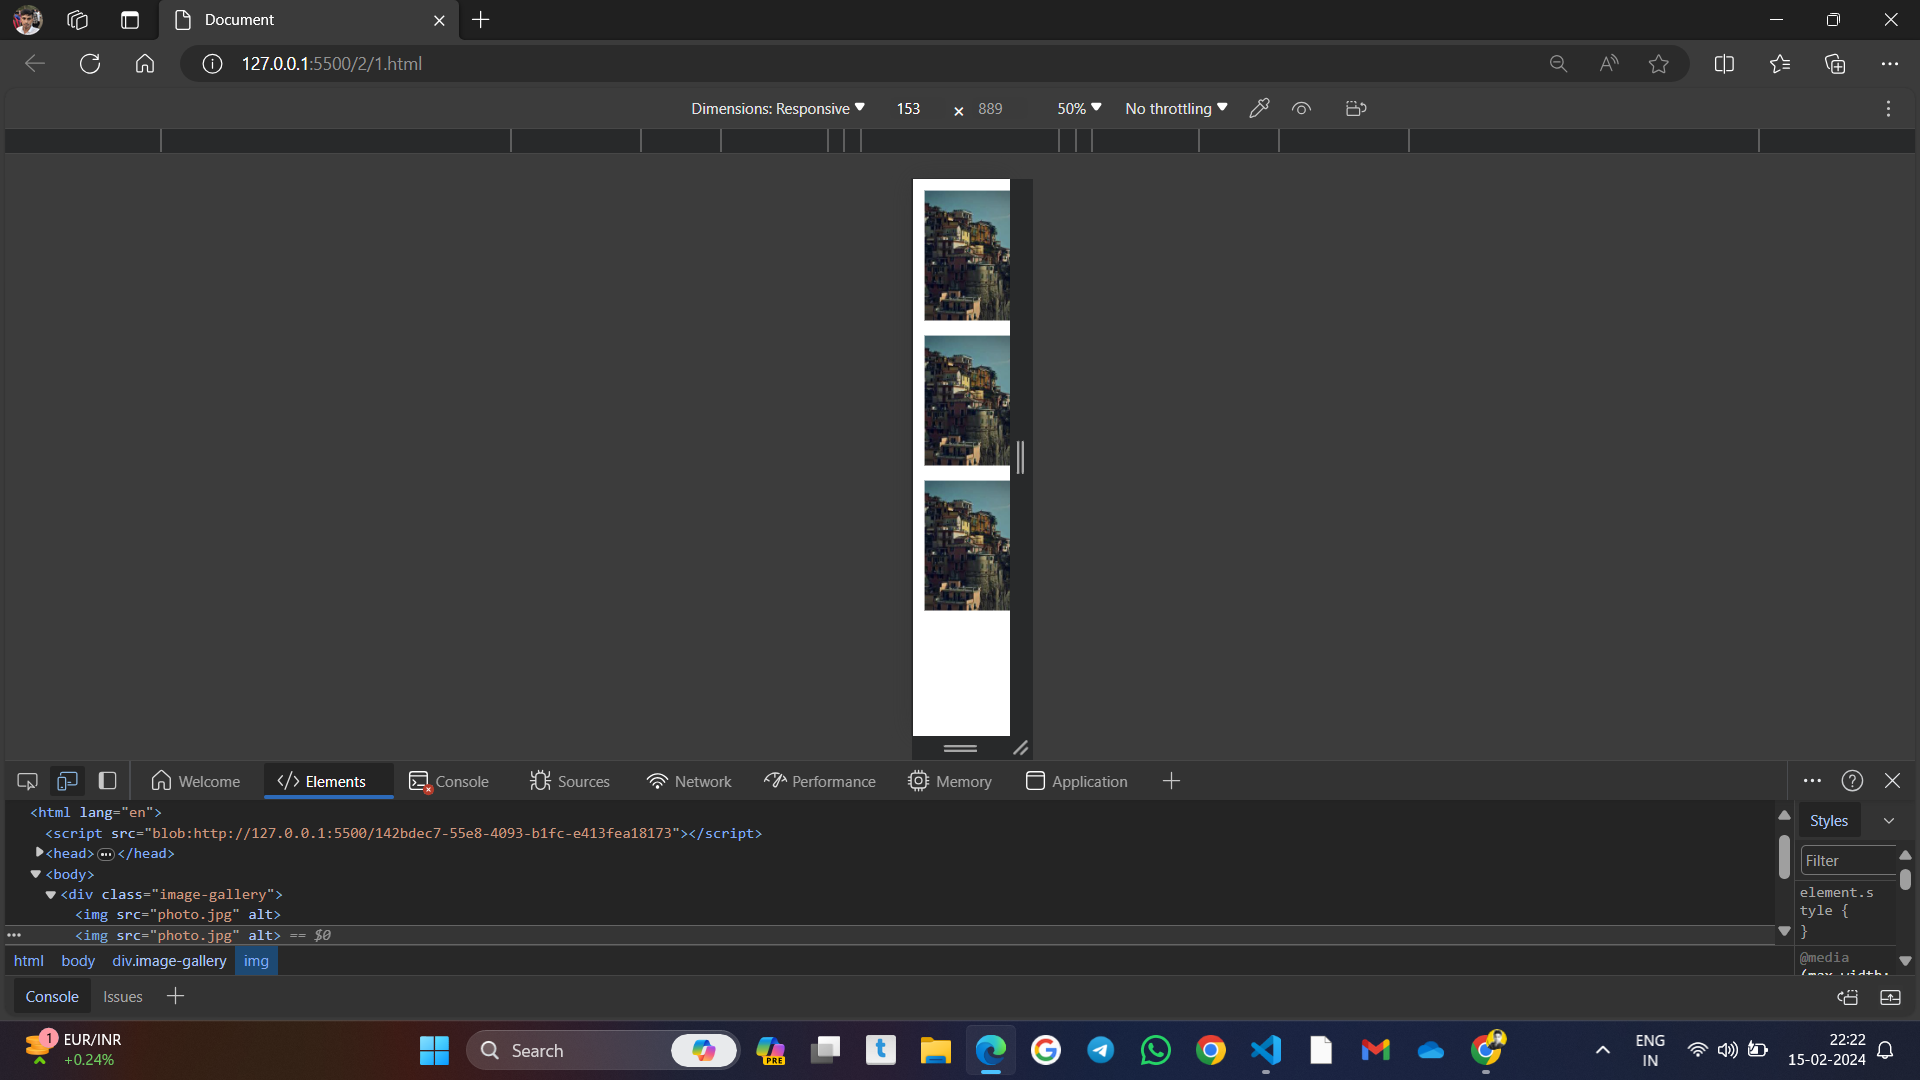 Document
127.0.0.1:5500/2/1.html
Dimensions: Responsive 153 × 889 50% No throttling
Welcome Elements Console Sources Network Performance Memory Application
<html lang="en">
<script src="blob:http://127.0.0.1:5500/142bdec7-55e8-4093-b1fc-e413fea18173"></script>
<head> ••• </head>
<body>
<div class="image-gallery">
<img src="photo.jpg" alt>
<img src="photo.jpg" alt> == $0
html body div.image-gallery img
Styles
Filter
element.s
tyle {
}
@media
Console Issues
1 EUR/INR
+0.24%
Search
PRE
t
ENG
IN
22:22
15-02-2024